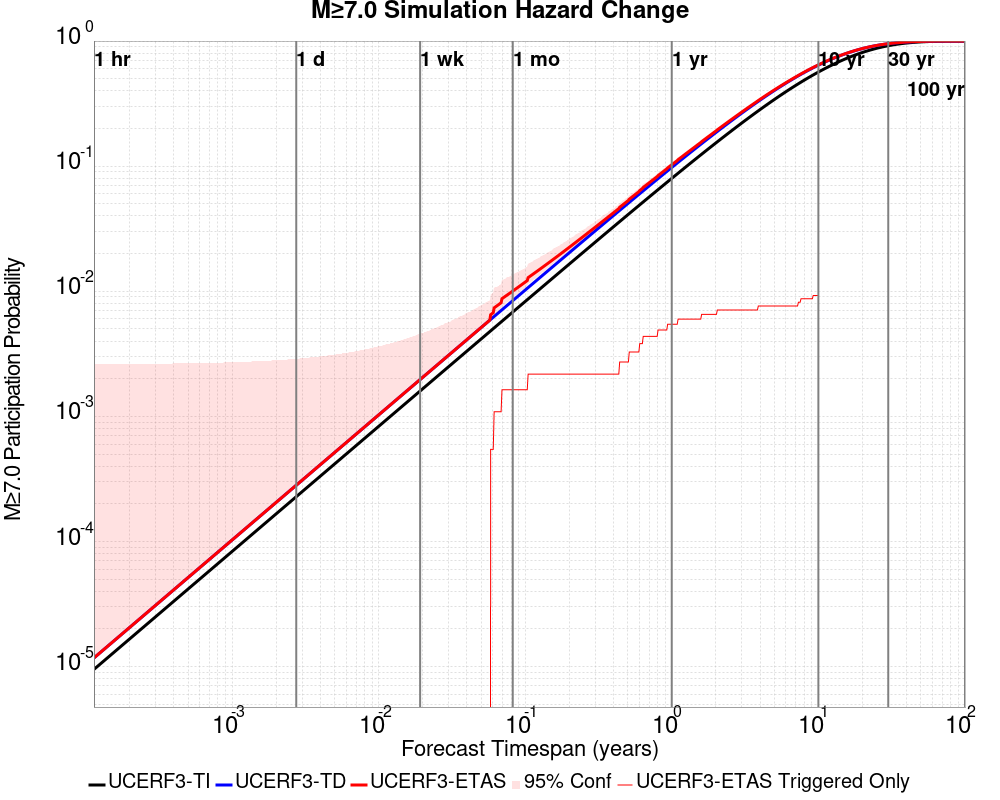 M≥7.0 Simulation Hazard Change
1 hr
1 d
1 wk
1 mo
1 yr
10 yr
30 yr
100 yr
10^0
10^-1
10^-2
10^-3
10^-4
10^-5
M≥7.0 Participation Probability
10^-3
10^-2
10^-1
10^0
10^1
10^2
Forecast Timespan (years)
UCERF3-TI UCERF3-TD UCERF3-ETAS 95% Conf UCERF3-ETAS Triggered Only